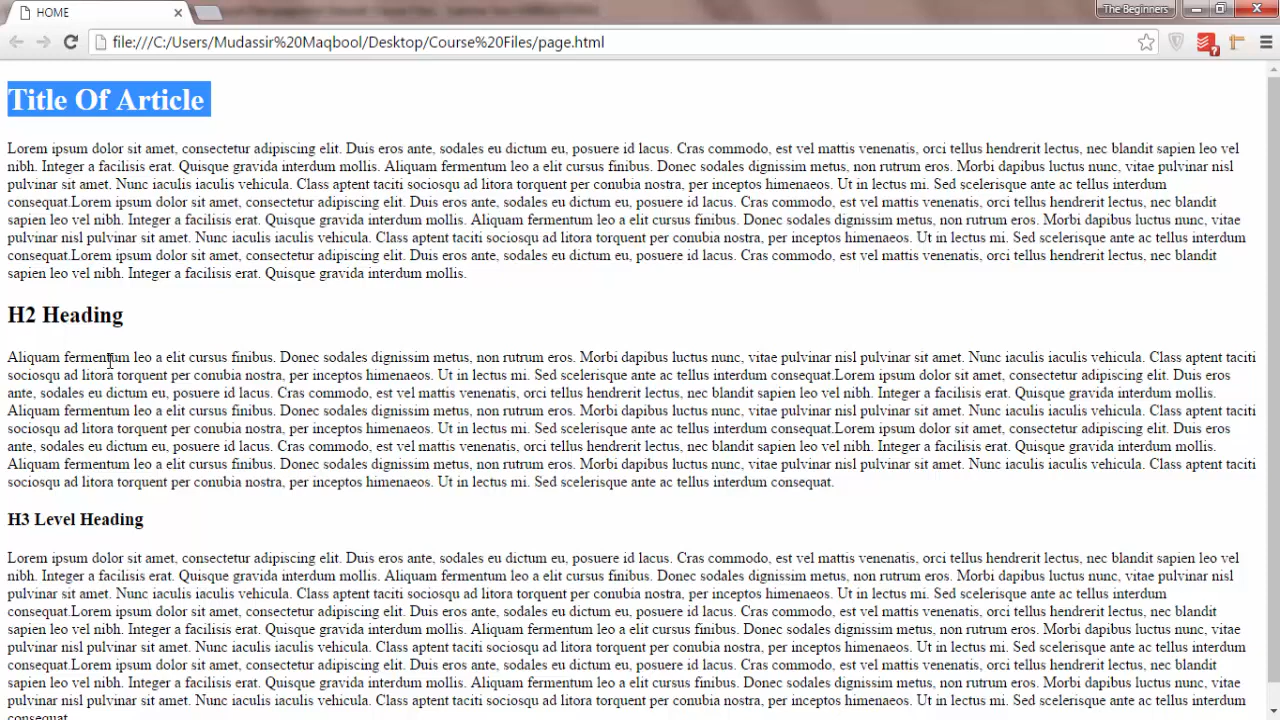 HOME
The Beginners
file:///C:/Users/Mudassir%20Maqbool/Desktop/Course%20Files/page.html
?
Title Of Article
Lorem ipsum dolor sit amet, consectetur adipiscing elit. Duis eros ante, sodales eu dictum eu, posuere id lacus. Cras commodo, est vel mattis venenatis, orci tellus hendrerit lectus, nec blandit sapien leo vel
nibh. Integer a facilisis erat. Quisque gravida interdum mollis. Aliquam fermentum leo a elit cursus finibus. Donec sodales dignissim metus, non rutrum eros. Morbi dapibus luctus nunc, vitae pulvinar nisl
pulvinar sit amet. Nunc iaculis iaculis vehicula. Class aptent taciti sociosqu ad litora torquent per conubia nostra, per inceptos himenaeos. Ut in lectus mi. Sed scelerisque ante ac tellus interdum
consequat.Lorem ipsum dolor sit amet, consectetur adipiscing elit. Duis eros ante, sodales eu dictum eu, posuere id lacus. Cras commodo, est vel mattis venenatis, orci tellus hendrerit lectus, nec blandit
sapien leo vel nibh. Integer a facilisis erat. Quisque gravida interdum mollis. Aliquam fermentum leo a elit cursus finibus. Donec sodales dignissim metus, non rutrum eros. Morbi dapibus luctus nunc, vitae
pulvinar nisl pulvinar sit amet. Nunc iaculis iaculis vehicula. Class aptent taciti sociosqu ad litora torquent per conubia nostra, per inceptos himenaeos. Ut in lectus mi. Sed scelerisque ante ac tellus interdum
consequat.Lorem ipsum dolor sit amet, consectetur adipiscing elit. Duis eros ante, sodales eu dictum eu, posuere id lacus. Cras commodo, est vel mattis venenatis, orci tellus hendrerit lectus, nec blandit
sapien leo vel nibh. Integer a facilisis erat. Quisque gravida interdum mollis.
H2 Heading
Aliquam fermentum leo a elit cursus finibus. Donec sodales dignissim metus, non rutrum eros. Morbi dapibus luctus nunc, vitae pulvinar nisl pulvinar sit amet. Nunc iaculis iaculis vehicula. Class aptent taciti
sociosqu ad litora torquent per conubia nostra, per inceptos himenaeos. Ut in lectus mi. Sed scelerisque ante ac tellus interdum consequat.Lorem ipsum dolor sit amet, consectetur adipiscing elit. Duis eros
ante, sodales eu dictum eu, posuere id lacus. Cras commodo, est vel mattis venenatis, orci tellus hendrerit lectus, nec blandit sapien leo vel nibh. Integer a facilisis erat. Quisque gravida interdum mollis.
Aliquam fermentum leo a elit cursus finibus. Donec sodales dignissim metus, non rutrum eros. Morbi dapibus luctus nunc, vitae pulvinar nisl pulvinar sit amet. Nunc iaculis iaculis vehicula. Class aptent taciti
sociosqu ad litora torquent per conubia nostra, per inceptos himenaeos. Ut in lectus mi. Sed scelerisque ante ac tellus interdum consequat.Lorem ipsum dolor sit amet, consectetur adipiscing elit. Duis eros
ante, sodales eu dictum eu, posuere id lacus. Cras commodo, est vel mattis venenatis, orci tellus hendrerit lectus, nec blandit sapien leo vel nibh. Integer a facilisis erat. Quisque gravida interdum mollis.
Aliquam fermentum leo a elit cursus finibus. Donec sodales dignissim metus, non rutrum eros. Morbi dapibus luctus nunc, vitae pulvinar nisl pulvinar sit amet. Nunc iaculis iaculis vehicula. Class aptent taciti
sociosqu ad litora torquent per conubia nostra, per inceptos himenaeos. Ut in lectus mi. Sed scelerisque ante ac tellus interdum consequat.
H3 Level Heading
Lorem ipsum dolor sit amet, consectetur adipiscing elit. Duis eros ante, sodales eu dictum eu, posuere id lacus. Cras commodo, est vel mattis venenatis, orci tellus hendrerit lectus, nec blandit sapien leo vel
nibh. Integer a facilisis erat. Quisque gravida interdum mollis. Aliquam fermentum leo a elit cursus finibus. Donec sodales dignissim metus, non rutrum eros. Morbi dapibus luctus nunc, vitae pulvinar nisl
pulvinar sit amet. Nunc iaculis iaculis vehicula. Class aptent taciti sociosqu ad litora torquent per conubia nostra, per inceptos himenaeos. Ut in lectus mi. Sed scelerisque ante ac tellus interdum
consequat.Lorem ipsum dolor sit amet, consectetur adipiscing elit. Duis eros ante, sodales eu dictum eu, posuere id lacus. Cras commodo, est vel mattis venenatis, orci tellus hendrerit lectus, nec blandit
sapien leo vel nibh. Integer a facilisis erat. Quisque gravida interdum mollis. Aliquam fermentum leo a elit cursus finibus. Donec sodales dignissim metus, non rutrum eros. Morbi dapibus luctus nunc, vitae
pulvinar nisl pulvinar sit amet. Nunc iaculis iaculis vehicula. Class aptent taciti sociosqu ad litora torquent per conubia nostra, per inceptos himenaeos. Ut in lectus mi. Sed scelerisque ante ac tellus interdum
consequat.Lorem ipsum dolor sit amet, consectetur adipiscing elit. Duis eros ante, sodales eu dictum eu, posuere id lacus. Cras commodo, est vel mattis venenatis, orci tellus hendrerit lectus, nec blandit
sapien leo vel nibh. Integer a facilisis erat. Quisque gravida interdum mollis. Aliquam fermentum leo a elit cursus finibus. Donec sodales dignissim metus, non rutrum eros. Morbi dapibus luctus nunc, vitae
pulvinar nisl pulvinar sit amet. Nunc iaculis iaculis vehicula. Class aptent taciti sociosqu ad litora torquent per conubia nostra, per inceptos himenaeos. Ut in lectus mi. Sed scelerisque ante ac tellus interdum
consequat.